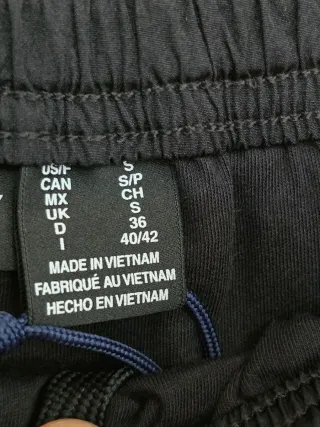 US/F S
CAN S/P
MX CH
UK S
D 36
I 40/42
MADE IN VIETNAM
FABRIQUÉ AU VIETNAM
HECHO EN VIETNAM